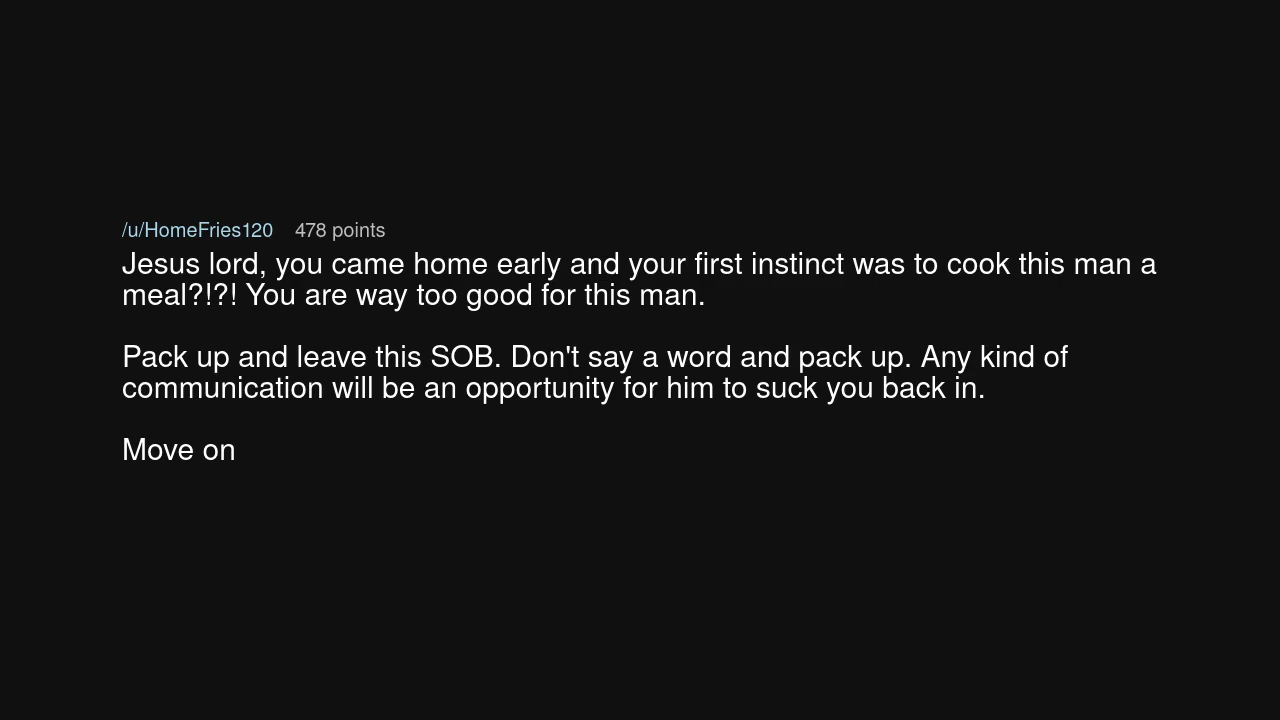 /u/HomeFries120 478 points
Jesus lord, you came home early and your first instinct was to cook this man a
meal?!?! You are way too good for this man.
Pack up and leave this SOB. Don't say a word and pack up. Any kind of
communication will be an opportunity for him to suck you back in.
Move on